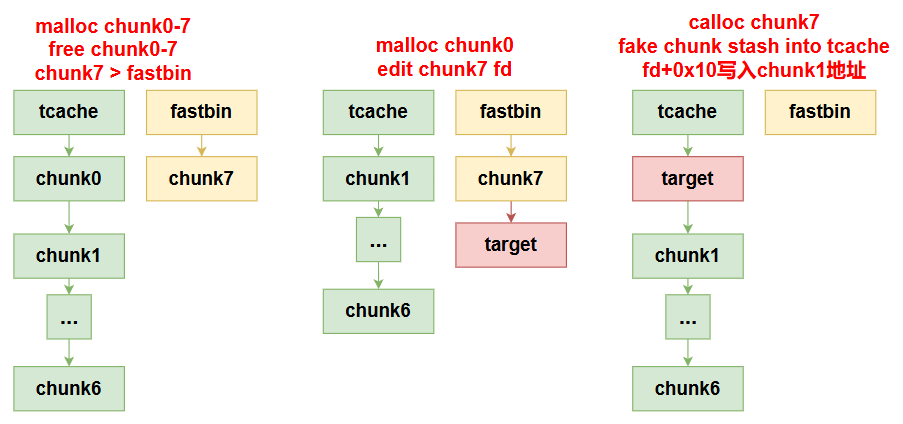 malloc chunk0-7
free chunk0-7
chunk7 > fastbin
tcache
fastbin
chunk0
chunk7
chunk1
...
chunk6
malloc chunk0
edit chunk7 fd
tcache
fastbin
chunk1
chunk7
...
target
chunk6
calloc chunk7
fake chunk stash into tcache
fd+0x10写入chunk1地址
tcache
fastbin
target
chunk1
...
chunk6